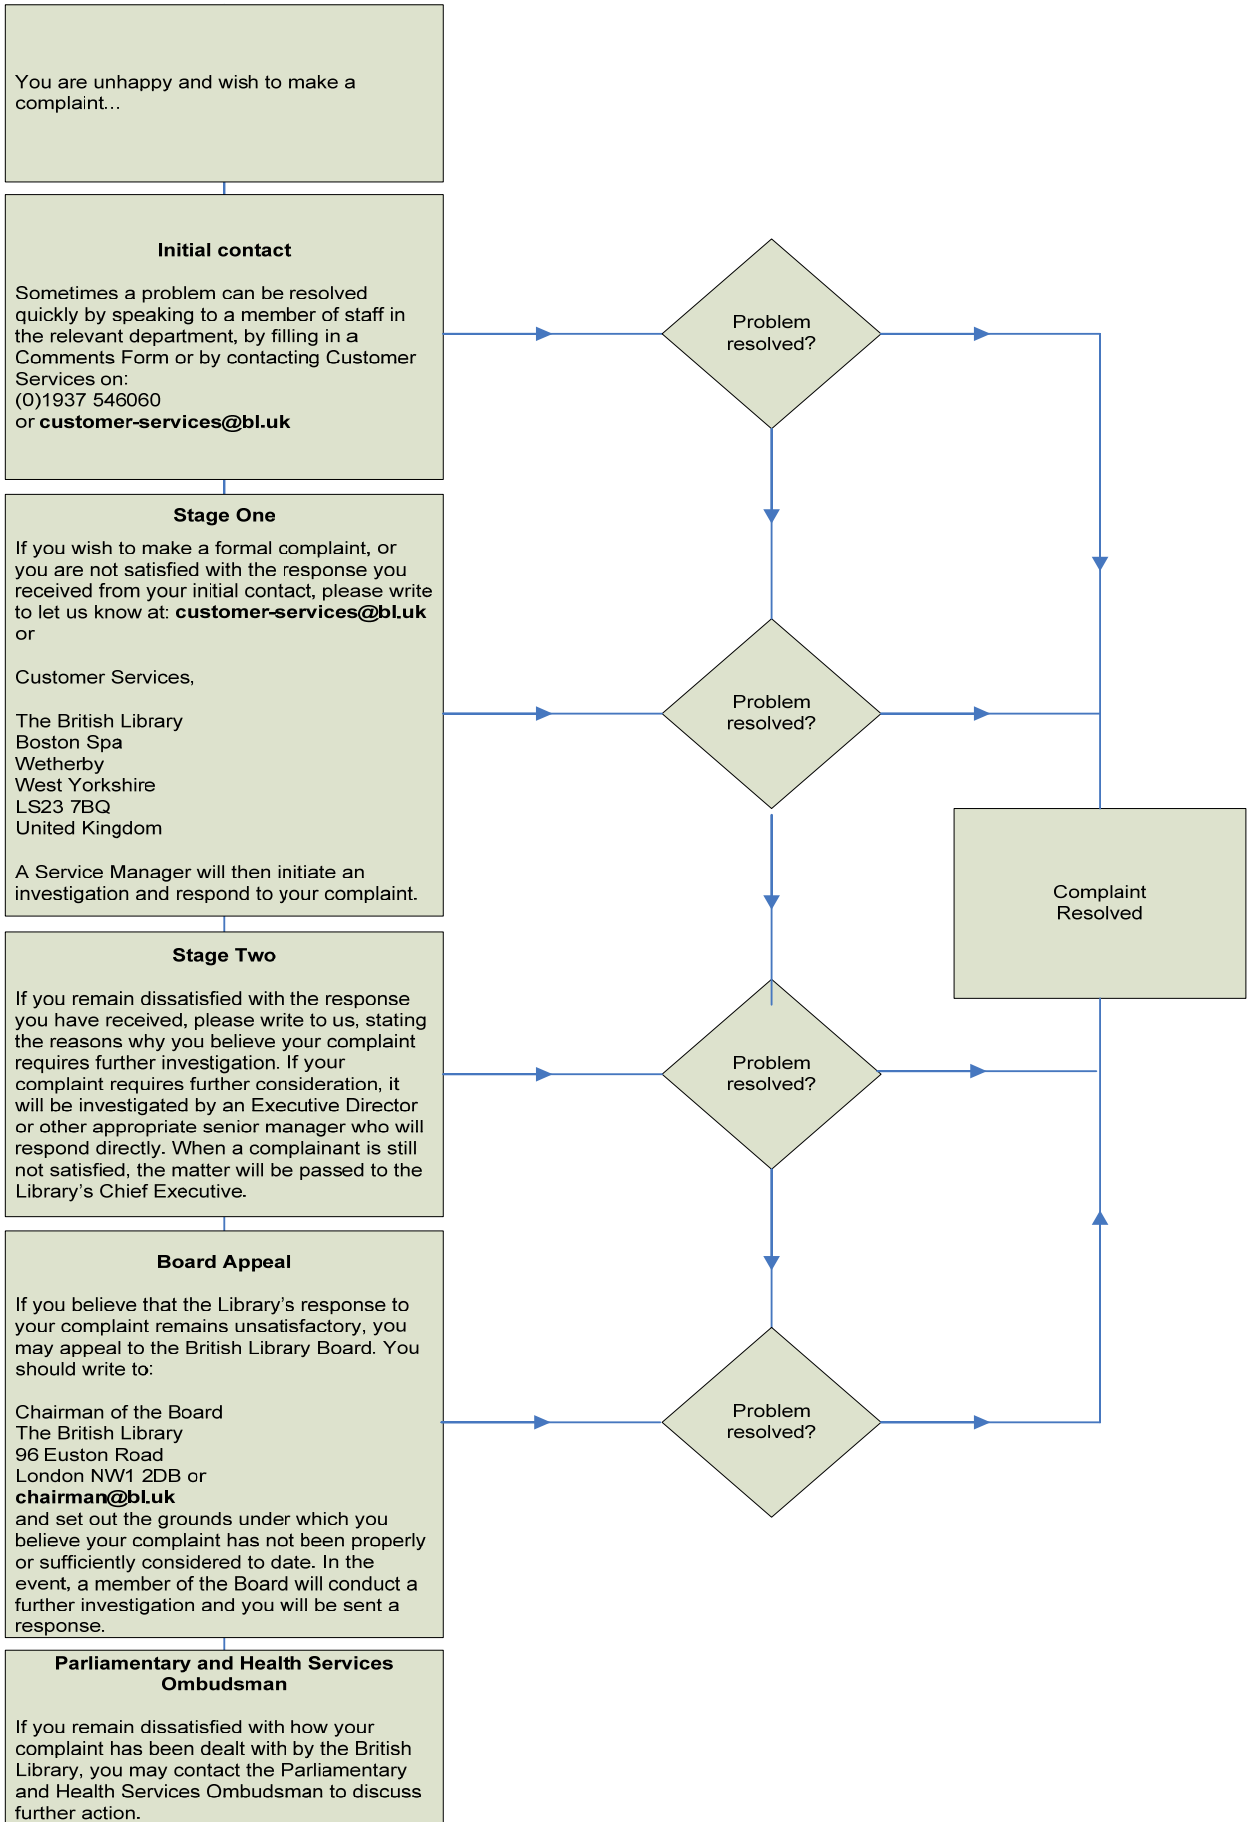 You are unhappy and wish to make a
complaint...
Initial contact
Sometimes a problem can be resolved
quickly by speaking to a member of staff in
the relevant department, by filling in a
Comments Form or by contacting Customer
Services on:
(0)1937 546060
or customer-services@bl.uk
Problem
resolved?
Stage One
If you wish to make a formal complaint, or
you are not satisfied with the response you
received from your initial contact, please write
to let us know at: customer-services@bl.uk
or
Customer Services,
The British Library
Boston Spa
Wetherby
West Yorkshire
LS23 7BQ
United Kingdom
A Service Manager will then initiate an
investigation and respond to your complaint.
Problem
resolved?
Complaint
Resolved
Stage Two
If you remain dissatisfied with the response
you have received, please write to us, stating
the reasons why you believe your complaint
requires further investigation. If your
complaint requires further consideration, it
will be investigated by an Executive Director
or other appropriate senior manager who will
respond directly. When a complainant is still
not satisfied, the matter will be passed to the
Library's Chief Executive.
Problem
resolved?
Board Appeal
If you believe that the Library's response to
your complaint remains unsatisfactory, you
may appeal to the British Library Board. You
should write to:
Chairman of the Board
The British Library
96 Euston Road
London NW1 2DB or
chairman@bl.uk
and set out the grounds under which you
believe your complaint has not been properly
or sufficiently considered to date. In the
event, a member of the Board will conduct a
further investigation and you will be sent a
response.
Problem
resolved?
Parliamentary and Health Services
Ombudsman
If you remain dissatisfied with how your
complaint has been dealt with by the British
Library, you may contact the Parliamentary
and Health Services Ombudsman to discuss
further action.